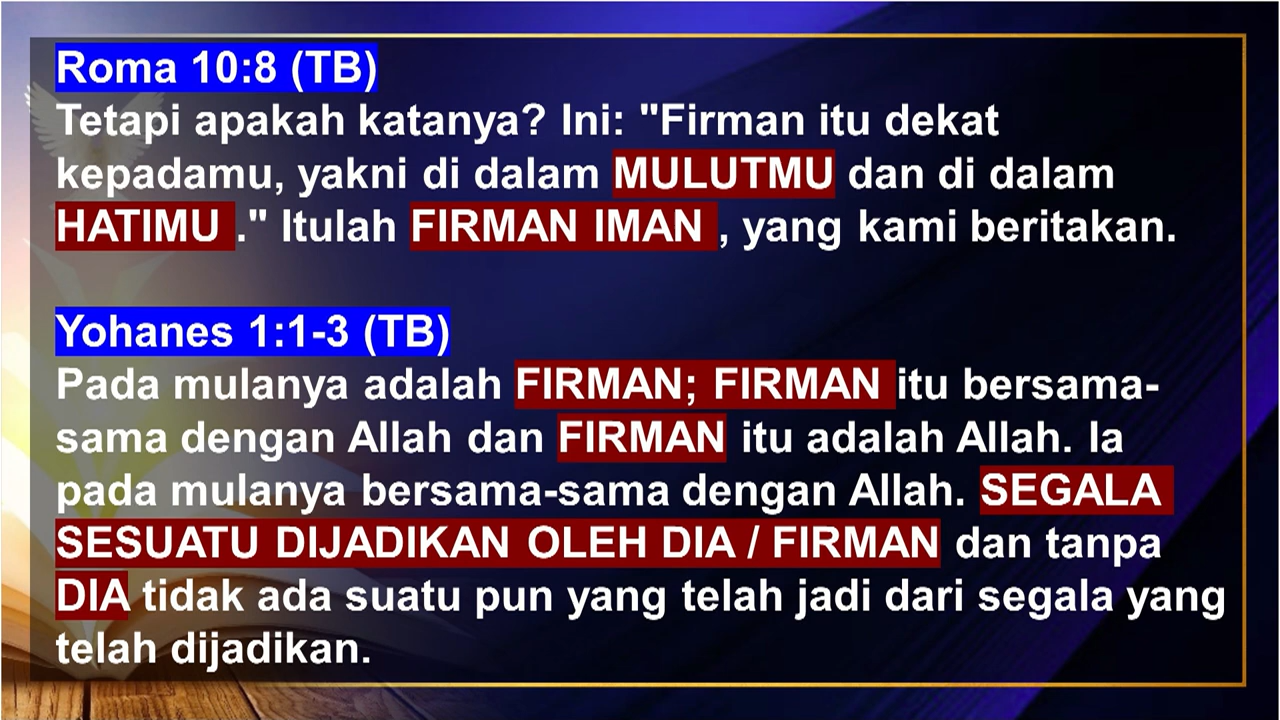 Roma 10:8 (TB)
Tetapi apakah katanya? Ini: "Firman itu dekat
kepadamu, yakni di dalam MULUTMU dan di dalam
HATIMU ." Itulah FIRMAN IMAN , yang kami beritakan.
Yohanes 1:1-3 (TB)
Pada mulanya adalah FIRMAN; FIRMAN itu bersama-
sama dengan Allah dan FIRMAN itu adalah Allah. Ia
pada mulanya bersama-sama dengan Allah. SEGALA
SESUATU DIJADIKAN OLEH DIA / FIRMAN dan tanpa
DIA tidak ada suatu pun yang telah jadi dari segala yang
telah dijadikan.